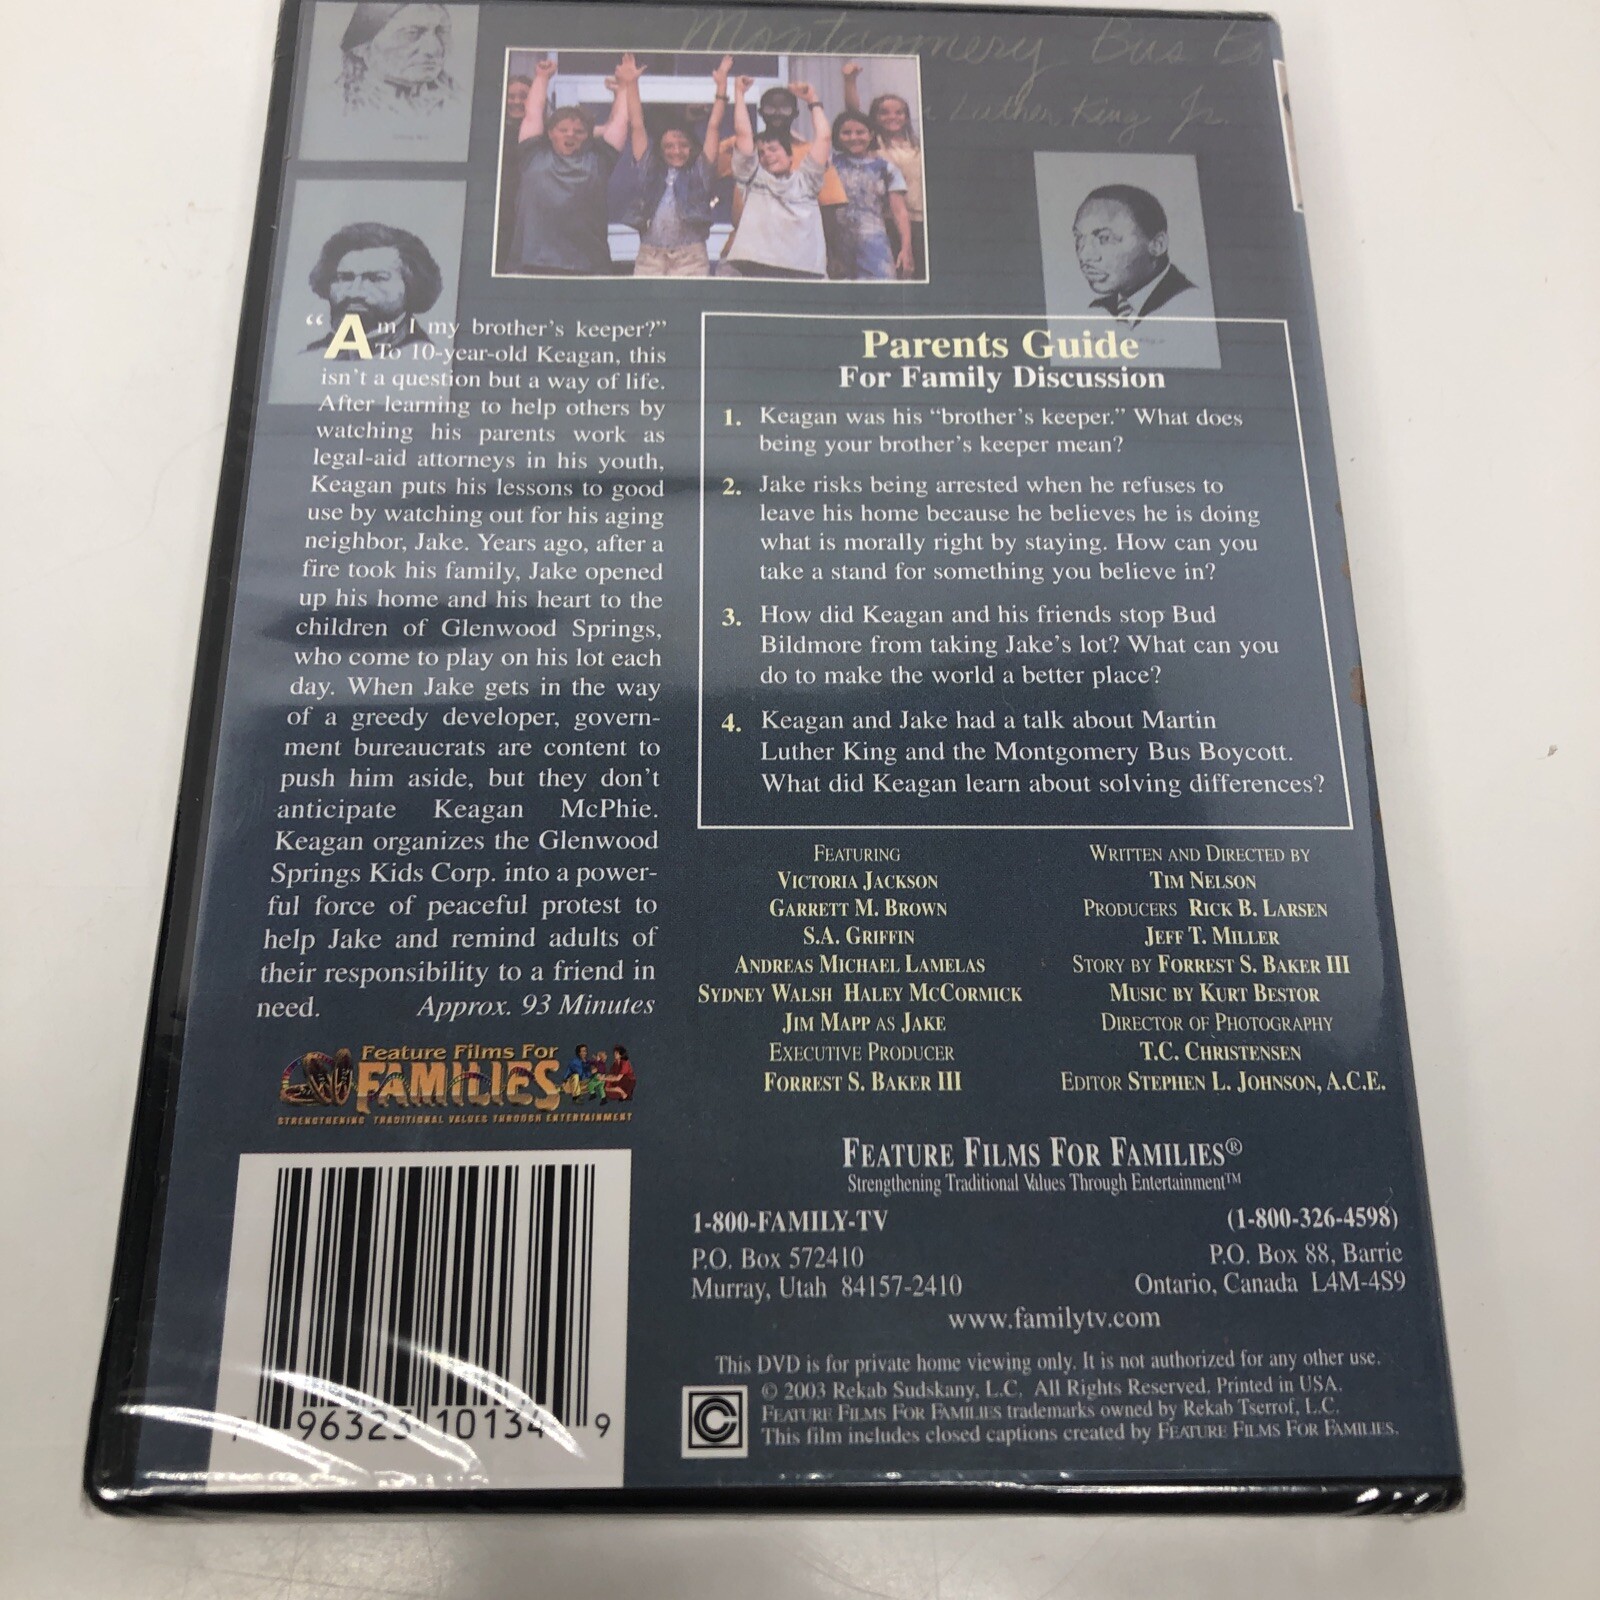 Montgomery Bus Bo
Luther King Jr.
"Am I my brother's keeper?"
To 10-year-old Keagan, this
isn't a question but a way of life.
After learning to help others by
watching his parents work as
legal-aid attorneys in his youth,
Keagan puts his lessons to good
use by watching out for his aging
neighbor, Jake. Years ago, after a
fire took his family, Jake opened
up his home and his heart to the
children of Glenwood Springs,
who come to play on his lot each
day. When Jake gets in the way
of a greedy developer, govern-
ment bureaucrats are content to
push him aside, but they don't
anticipate Keagan McPhie.
Keagan organizes the Glenwood
Springs Kids Corp. into a power-
ful force of peaceful protest to
help Jake and remind adults of
their responsibility to a friend in
need. Approx. 93 Minutes
Parents Guide
For Family Discussion
1. Keagan was his "brother's keeper." What does
being your brother's keeper mean?
2. Jake risks being arrested when he refuses to
leave his home because he believes he is doing
what is morally right by staying. How can you
take a stand for something you believe in?
3. How did Keagan and his friends stop Bud
Bildmore from taking Jake's lot? What can you
do to make the world a better place?
4. Keagan and Jake had a talk about Martin
Luther King and the Montgomery Bus Boycott.
What did Keagan learn about solving differences?
FEATURING
VICTORIA JACKSON
GARRETT M. BROWN
S.A. GRIFFIN
ANDREAS MICHAEL LAMELAS
SYDNEY WALSH HALEY MCCORMICK
JIM MAPP AS JAKE
EXECUTIVE PRODUCER
FORREST S. BAKER III
WRITTEN AND DIRECTED BY
TIM NELSON
PRODUCERS RICK B. LARSEN
JEFF T. MILLER
STORY BY FORREST S. BAKER III
MUSIC BY KURT BESTOR
DIRECTOR OF PHOTOGRAPHY
T.C. CHRISTENSEN
EDITOR STEPHEN L. JOHNSON, A.C.E.
Feature Films For
FAMILIES
STRENGTHENING TRADITIONAL VALUES THROUGH ENTERTAINMENT
FEATURE FILMS FOR FAMILIES®
Strengthening Traditional Values Through Entertainment™
1-800-FAMILY-TV (1-800-326-4598)
P.O. Box 572410
Murray, Utah 84157-2410
P.O. Box 88, Barrie
Ontario, Canada L4M-4S9
www.familytv.com
This DVD is for private home viewing only. It is not authorized for any other use.
© 2003 Rekab Sudskany, L.C. All Rights Reserved. Printed in USA.
FEATURE FILMS FOR FAMILIES trademarks owned by Rekab Tserrof, L.C.
This film includes closed captions created by FEATURE FILMS FOR FAMILIES.
7 96323 10134 9